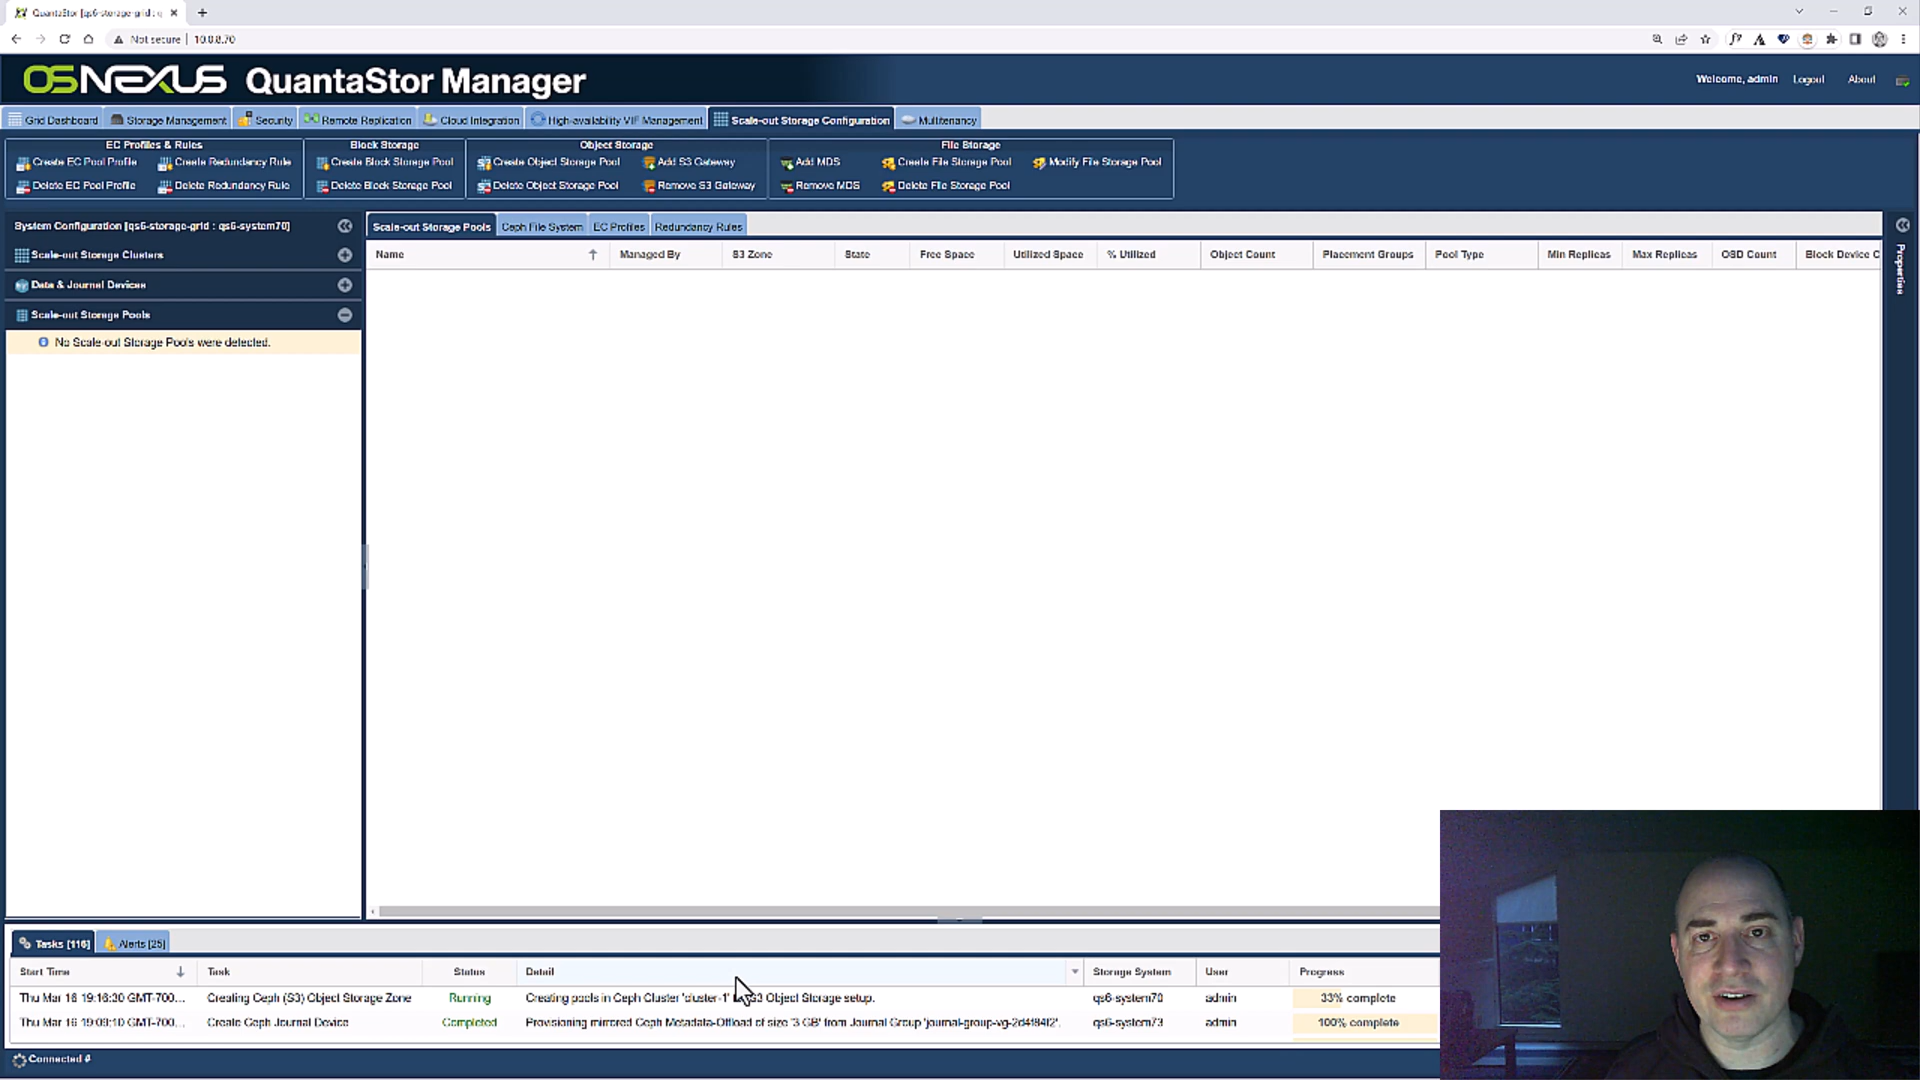 QuantaStor [qs6-storage-grid : q
Not secure | 10.0.8.70
OSNEXUS QuantaStor Manager
Welcome, admin Logout About
Grid Dashboard Storage Management Security Remote Replication Cloud Integration High-availability VIF Management Scale-out Storage Configuration Multitenancy
EC Profiles & Rules Block Storage Object Storage File Storage
Create EC Pool Profile Create Redundancy Rule Create Block Storage Pool Create Object Storage Pool Add S3 Gateway Add MDS Create File Storage Pool Modify File Storage Pool
Delete EC Pool Profile Delete Redundancy Rule Delete Block Storage Pool Delete Object Storage Pool Remove S3 Gateway Remove MDS Delete File Storage Pool
System Configuration [qs6-storage-grid : qs6-system70]
Scale-out Storage Clusters
Data & Journal Devices
Scale-out Storage Pools
No Scale-out Storage Pools were detected.
Scale-out Storage Pools Ceph File System EC Profiles Redundancy Rules
Name Managed By S3 Zone State Free Space Utilized Space % Utilized Object Count Placement Groups Pool Type Min Replicas Max Replicas OSD Count Block Device C
Properties
Tasks [116] Alerts [25]
Start Time Task Status Detail Storage System User Progress
Thu Mar 16 19:16:30 GMT-700... Creating Ceph (S3) Object Storage Zone Running Creating pools in Ceph Cluster 'cluster-1' S3 Object Storage setup. qs6-system70 admin 33% complete
Thu Mar 16 19:09:10 GMT-700... Create Ceph Journal Device Completed Provisioning mirrored Ceph Metadata-Offload of size '3 GB' from Journal Group qs6-system73 admin 100% complete
Connected #